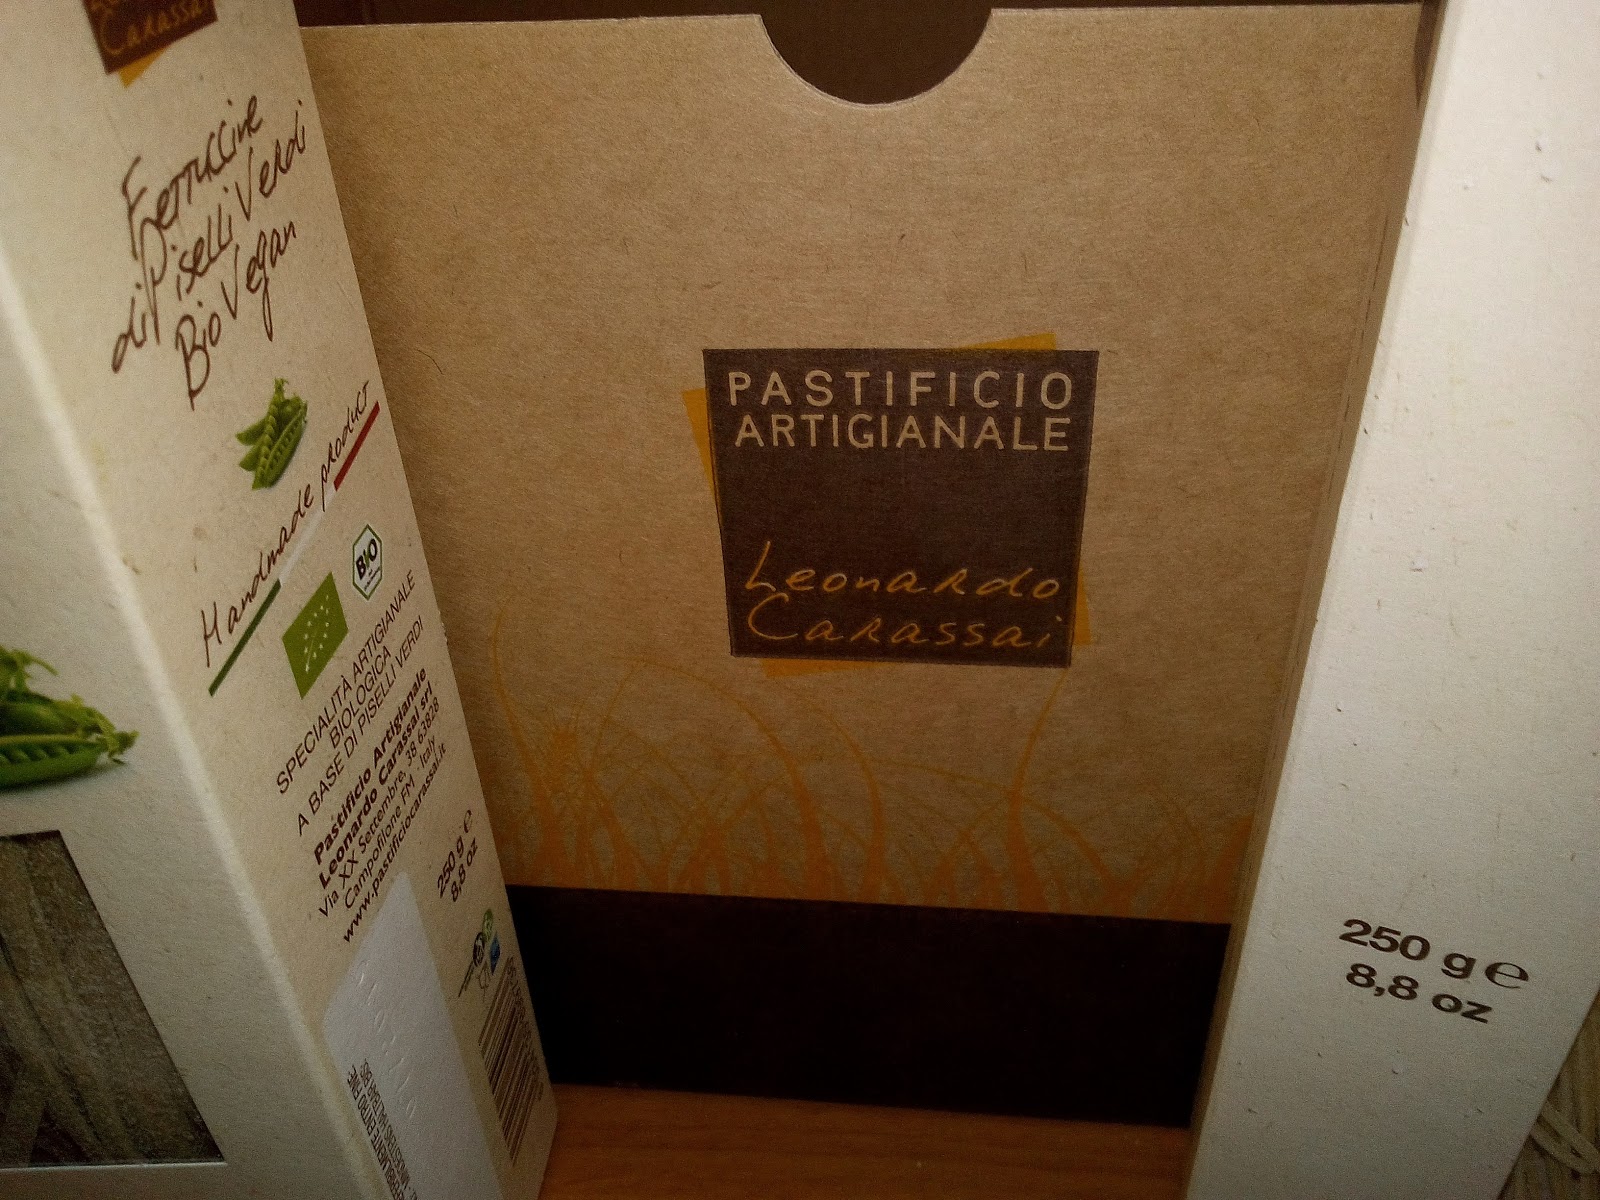 Carassai
Fettuccine
di Piselli Verdi
Bio Vegan
Handmade product
BIO
SPECIALITÀ ARTIGIANALE
BIOLOGICA
A BASE DI PISELLI VERDI
Pastificio Artigianale
Leonardo Carassai srl
Via XX Settembre, 38 63828
Campofilone FM - Italy
www.pastificiocarassai.it
250 g e
8,8 oz
PASTIFICIO
ARTIGIANALE
Leonardo
Carassai
250 g e
8,8 oz